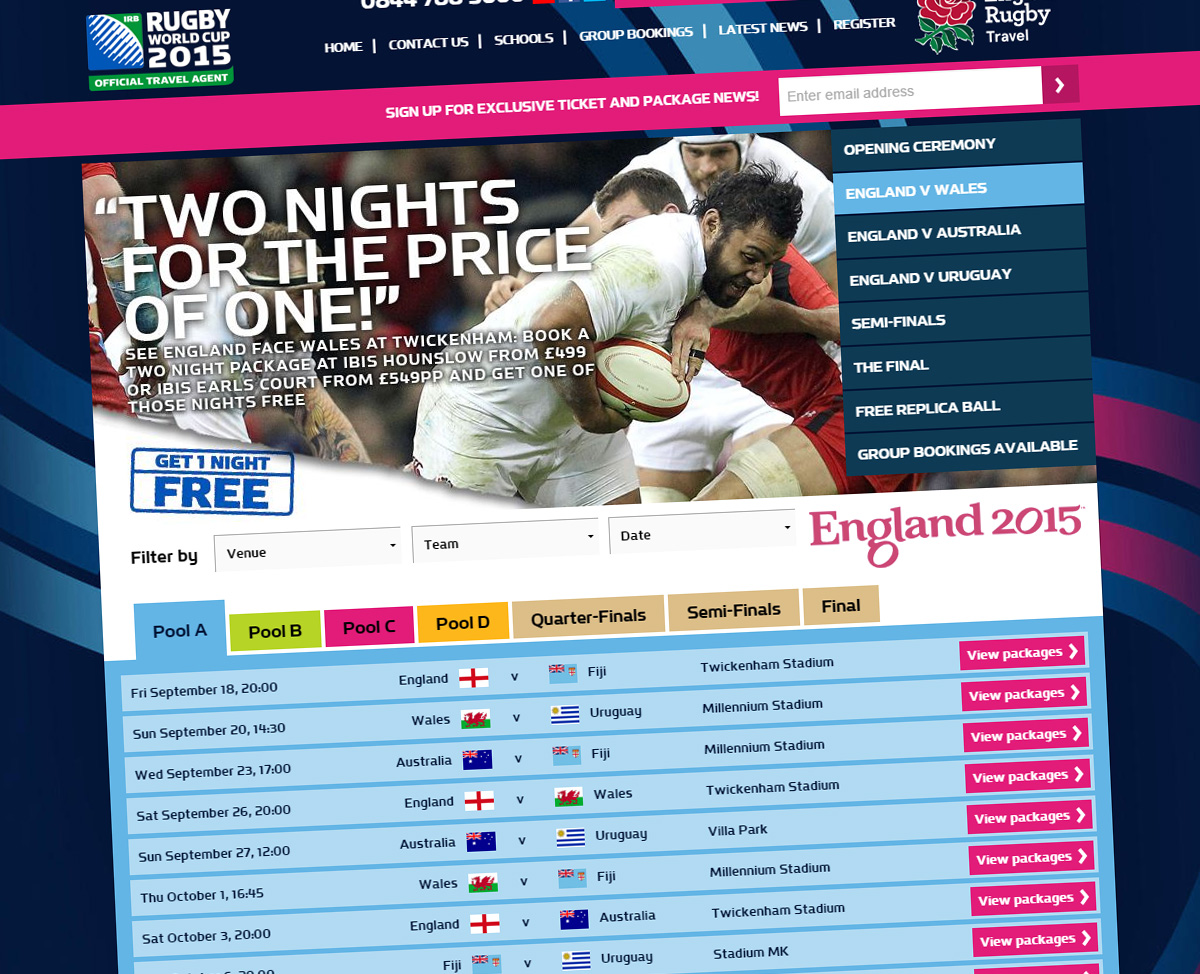 IRB
RUGBY
WORLD CUP
2015
OFFICIAL TRAVEL AGENT
HOME | CONTACT US | SCHOOLS | GROUP BOOKINGS | LATEST NEWS | REGISTER
Rugby
Travel
SIGN UP FOR EXCLUSIVE TICKET AND PACKAGE NEWS!
Enter email address
“TWO NIGHTS
FOR THE PRICE
OF ONE!”
SEE ENGLAND FACE WALES AT TWICKENHAM: BOOK A
TWO NIGHT PACKAGE AT IBIS HOUNSLOW FROM £499
OR IBIS EARLS COURT FROM £549PP AND GET ONE OF
THOSE NIGHTS FREE
OPENING CEREMONY
ENGLAND V WALES
ENGLAND V AUSTRALIA
ENGLAND V URUGUAY
SEMI-FINALS
THE FINAL
FREE REPLICA BALL
GROUP BOOKINGS AVAILABLE
GET 1 NIGHT
FREE
England 2015
Filter by Venue Team Date
Pool A Pool B Pool C Pool D Quarter-Finals Semi-Finals Final
Fri September 18, 20:00 England v Fiji Twickenham Stadium View packages
Sun September 20, 14:30 Wales v Uruguay Millennium Stadium View packages
Wed September 23, 17:00 Australia v Fiji Millennium Stadium View packages
Sat September 26, 20:00 England v Wales Twickenham Stadium View packages
Sun September 27, 12:00 Australia v Uruguay Villa Park View packages
Thu October 1, 16:45 Wales v Fiji Millennium Stadium View packages
Sat October 3, 20:00 England v Australia Twickenham Stadium View packages
Fiji v Uruguay Stadium MK View packages